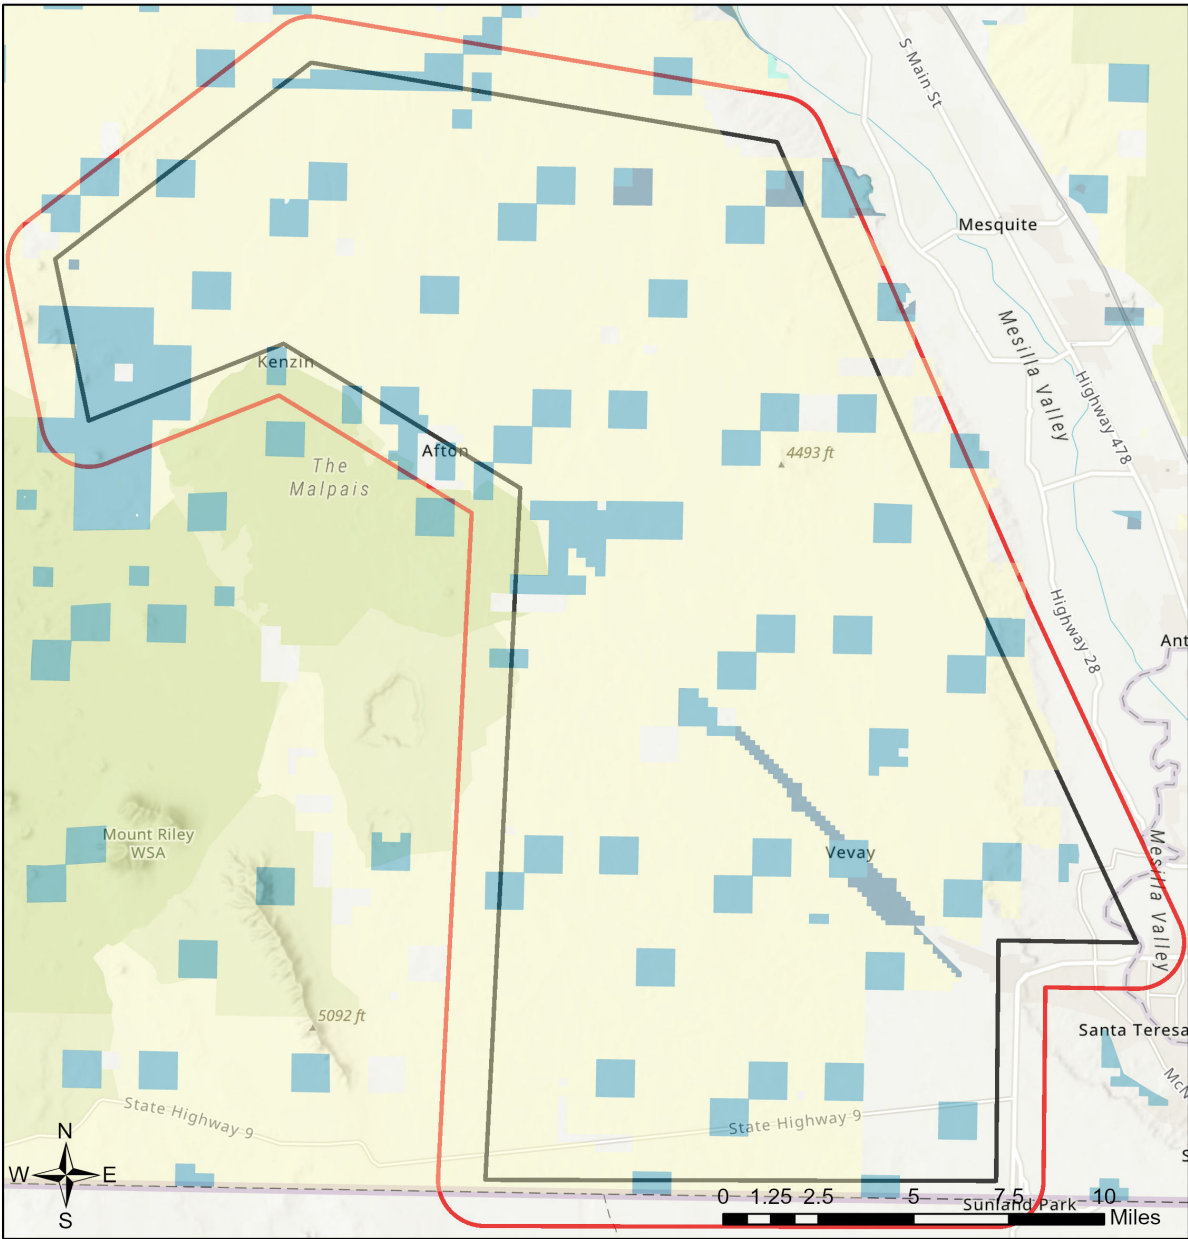 S Main St
Mesquite
Mesilla Valley
Kenzin
Highway 478
Afton
4493 ft
The
Malpais
Highway 28
Ant
Mount Riley
WSA
Vevay
Mesilla Valley
5092 ft
Santa Teresa
McN
State Highway 9
State Highway 9
N
W E
S
S
0 1.25 2.5 5 7.5 10
Sunland Park
Miles